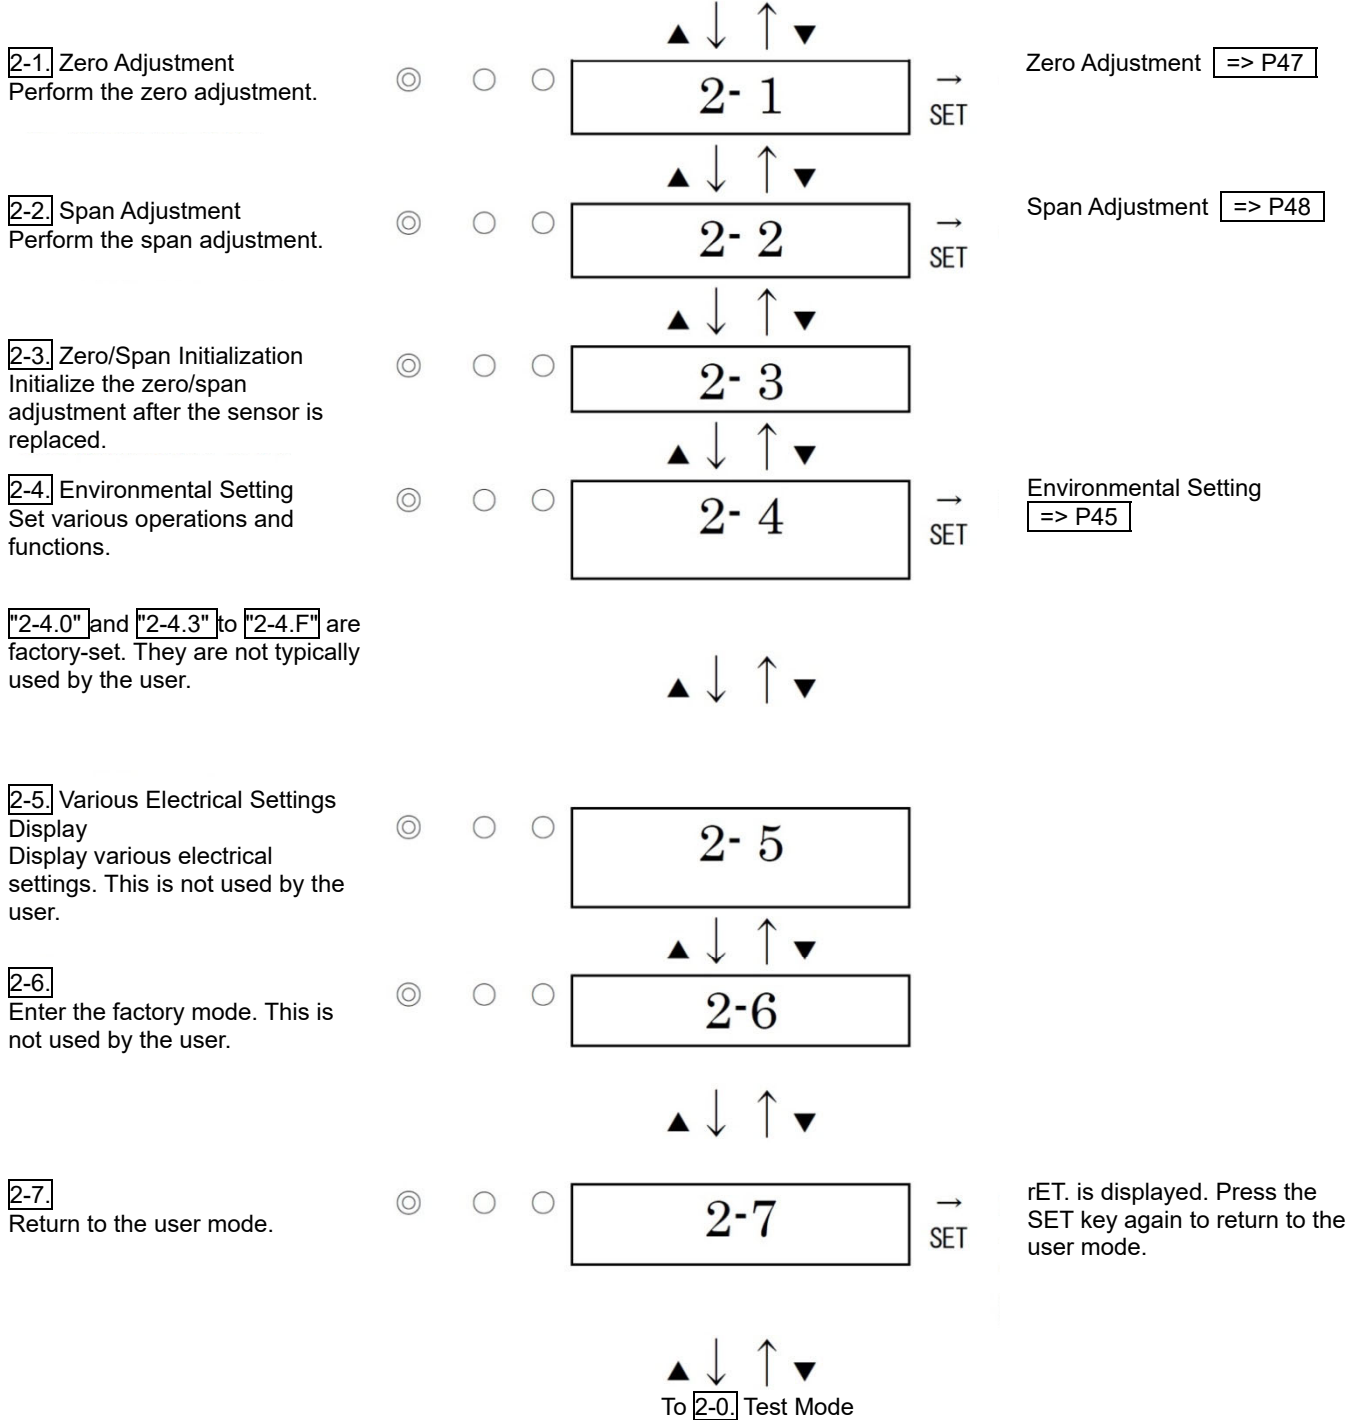 ▲ ↓ ↑ ▼
2-1. Zero Adjustment
Perform the zero adjustment.
◎ ○ ○
2- 1
→
SET
Zero Adjustment => P47
▲ ↓ ↑ ▼
2-2. Span Adjustment
Perform the span adjustment.
◎ ○ ○
2- 2
→
SET
Span Adjustment => P48
▲ ↓ ↑ ▼
2-3. Zero/Span Initialization
Initialize the zero/span
adjustment after the sensor is
replaced.
◎ ○ ○
2- 3
▲ ↓ ↑ ▼
2-4. Environmental Setting
Set various operations and
functions.
◎ ○ ○
2- 4
→
SET
Environmental Setting
=> P45
"2-4.0" and "2-4.3" to "2-4.F" are
factory-set. They are not typically
used by the user.
▲ ↓ ↑ ▼
2-5. Various Electrical Settings
Display
Display various electrical
settings. This is not used by the
user.
◎ ○ ○
2- 5
▲ ↓ ↑ ▼
2-6.
Enter the factory mode. This is
not used by the user.
◎ ○ ○
2-6
▲ ↓ ↑ ▼
2-7.
Return to the user mode.
◎ ○ ○
2-7
→
SET
rET. is displayed. Press the
SET key again to return to the
user mode.
▲ ↓ ↑ ▼
To 2-0. Test Mode